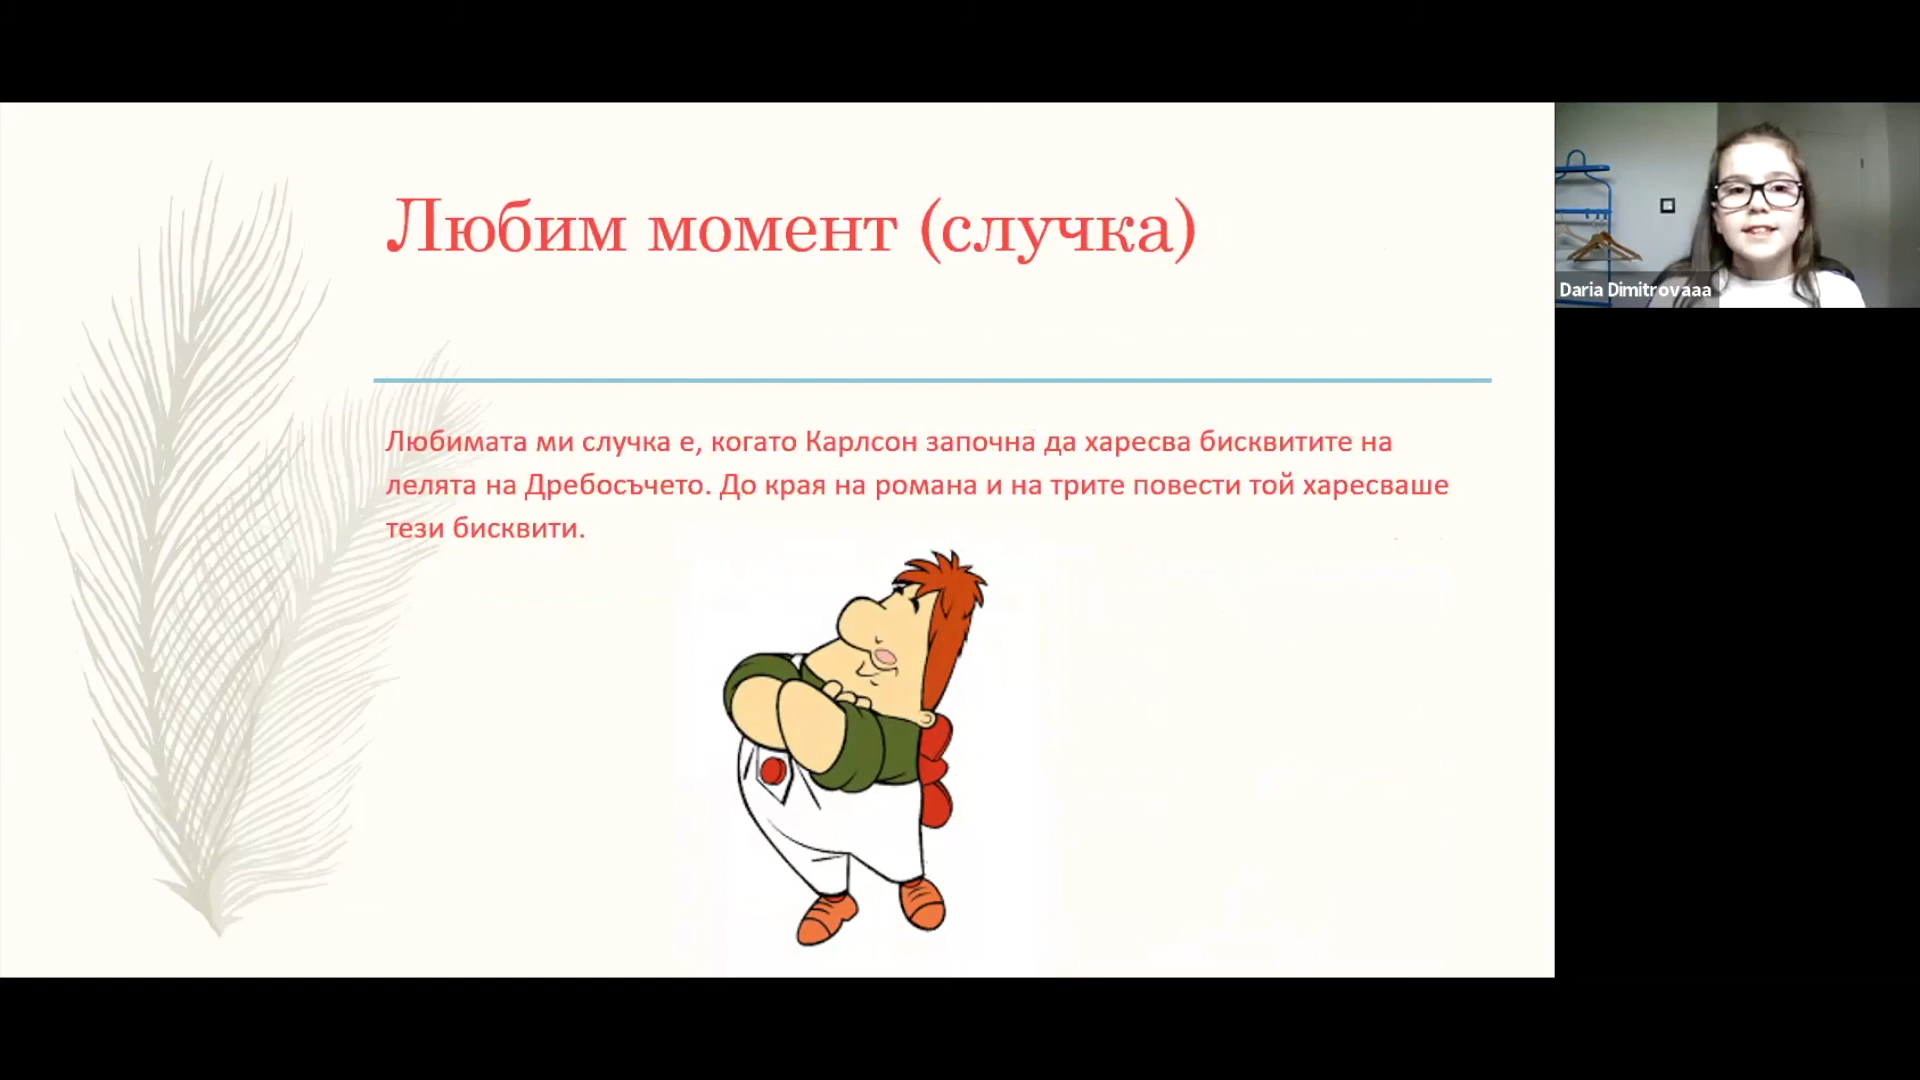 Любим момент (случка)
Любимата ми случка е, когато Карлсон започна да харесва бисквитите на
лелята на Дребосъчето. До края на романа и на трите повести той харесваше
тези бисквити.
Daria Dimitrovaaa